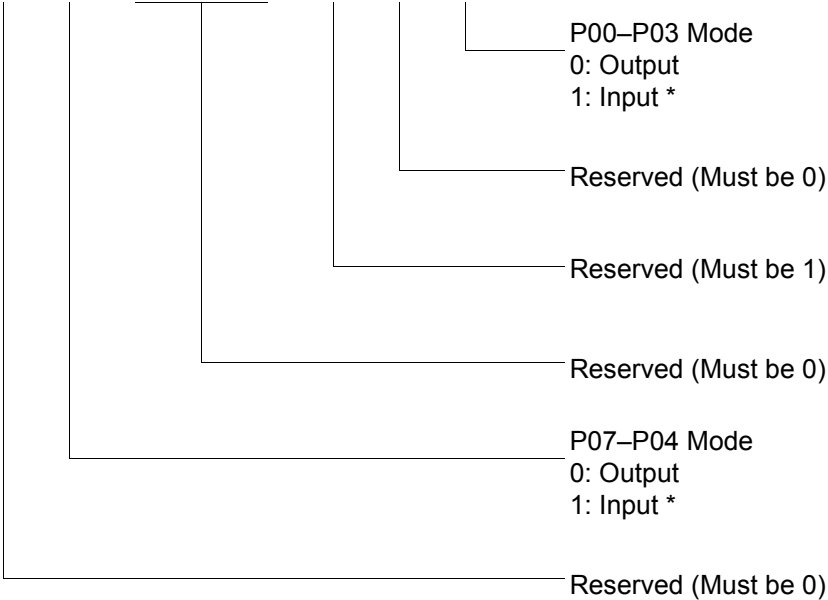 P00–P03 Mode
0: Output
1: Input *
Reserved (Must be 0)
Reserved (Must be 1)
Reserved (Must be 0)
P07–P04 Mode
0: Output
1: Input *
Reserved (Must be 0)